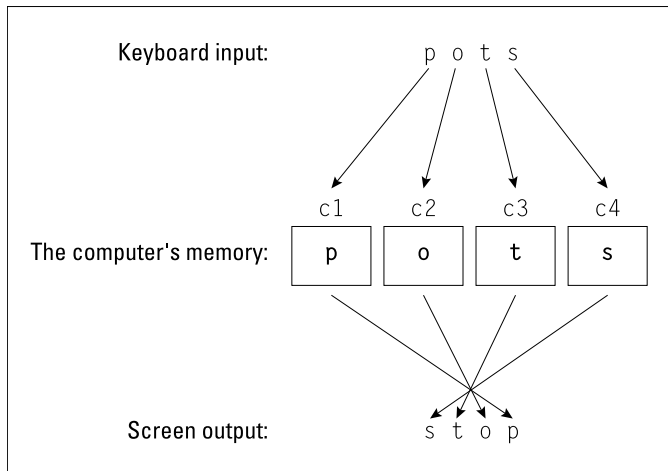 Keyboard input: p o t s
c1 c2 c3 c4
The computer's memory: p o t s
Screen output: s t o p